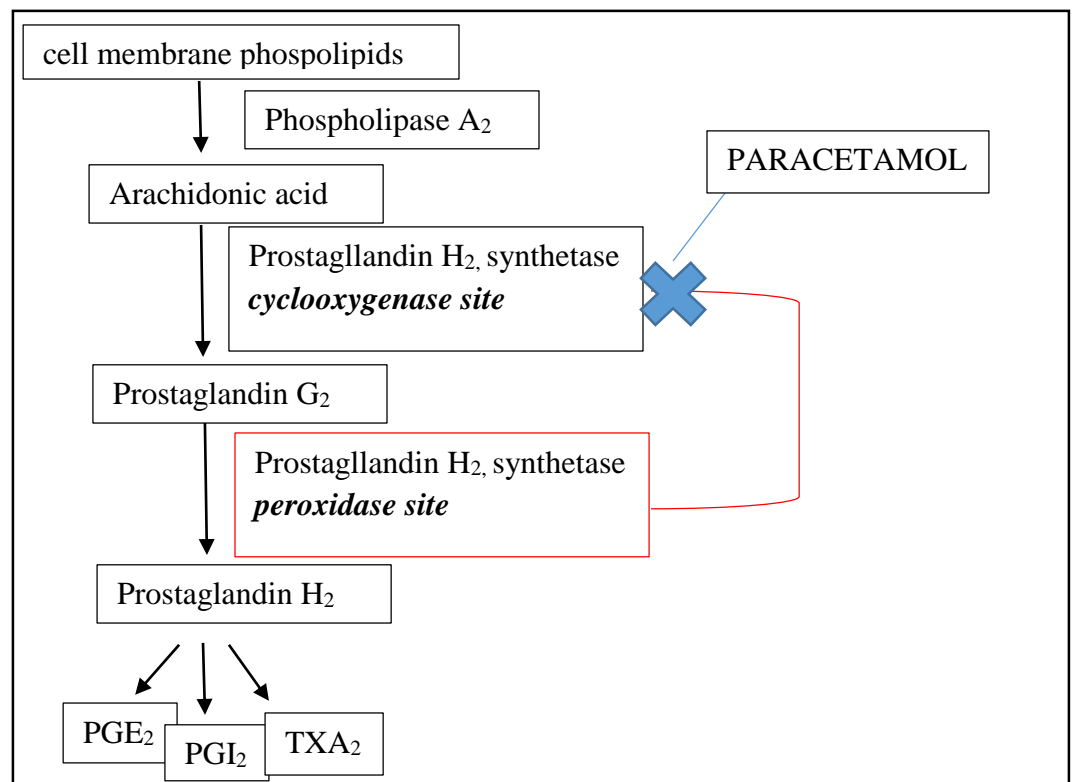 cell membrane phospolipids
Phospholipase A₂
PARACETAMOL
Arachidonic acid
Prostagllandin H₂, synthetase
cyclooxygenase site
Prostaglandin G₂
Prostagllandin H₂, synthetase
peroxidase site
Prostaglandin H₂
PGE₂
PGI₂
TXA₂